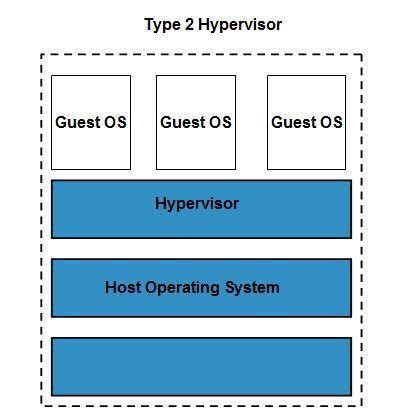 Type 2 Hypervisor
Guest OS Guest OS Guest OS
Hypervisor
Host Operating System